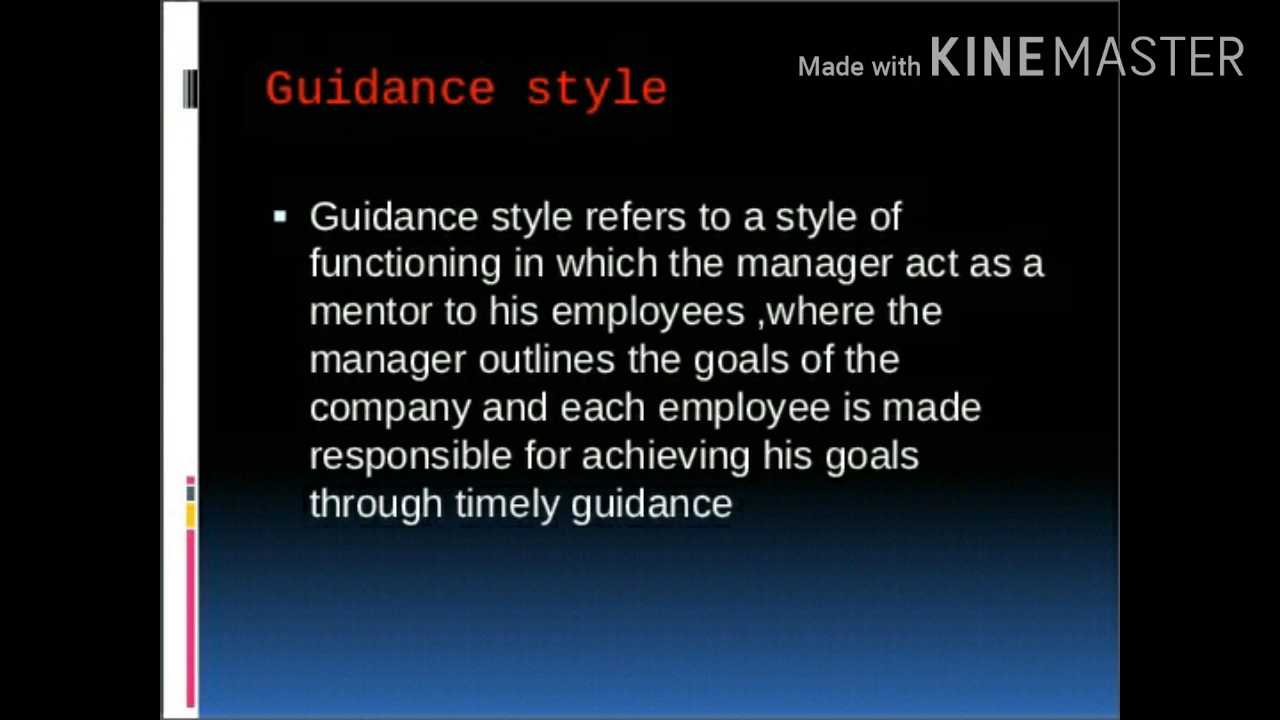 Made with KINEMASTER
Guidance style
▪ Guidance style refers to a style of
functioning in which the manager act as a
mentor to his employees ,where the
manager outlines the goals of the
company and each employee is made
responsible for achieving his goals
through timely guidance